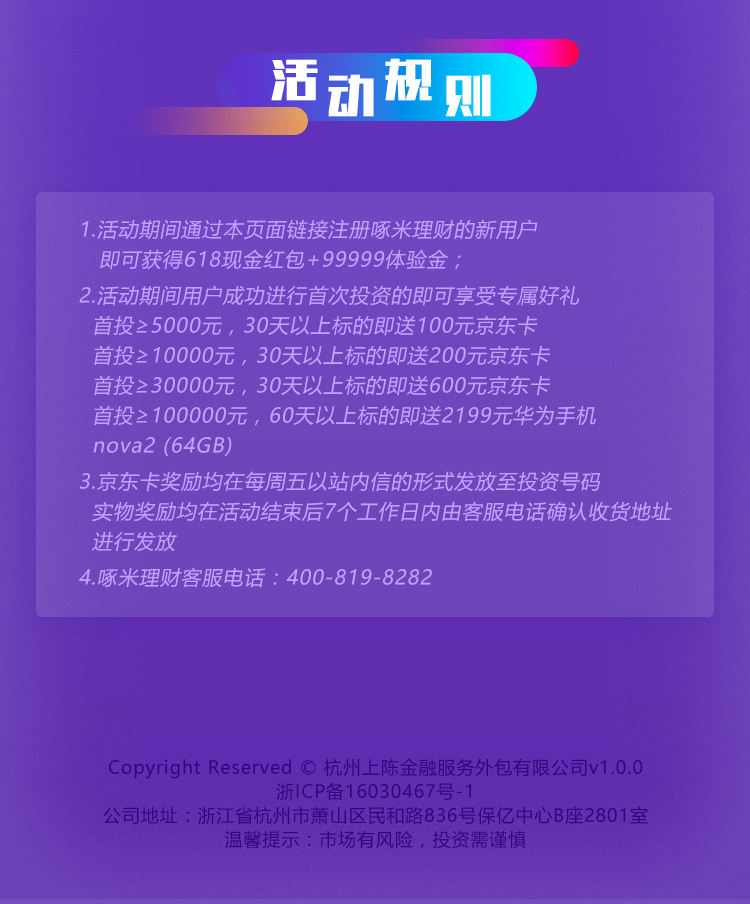 活动规则
1.活动期间通过本页面链接注册啄米理财的新用户
即可获得618现金红包+99999体验金；
2.活动期间用户成功进行首次投资的即可享受专属好礼
首投≥5000元，30天以上标的即送100元京东卡
首投≥10000元，30天以上标的即送200元京东卡
首投≥30000元，30天以上标的即送600元京东卡
首投≥100000元，60天以上标的即送2199元华为手机
nova2 (64GB)
3.京东卡奖励均在每周五以站内信的形式发放至投资号码
实物奖励均在活动结束后7个工作日内由客服电话确认收货地址
进行发放
4.啄米理财客服电话：400-819-8282
Copyright Reserved © 杭州上陈金融服务外包有限公司v1.0.0
浙ICP备16030467号-1
公司地址：浙江省杭州市萧山区民和路836号保亿中心B座2801室
温馨提示：市场有风险，投资需谨慎